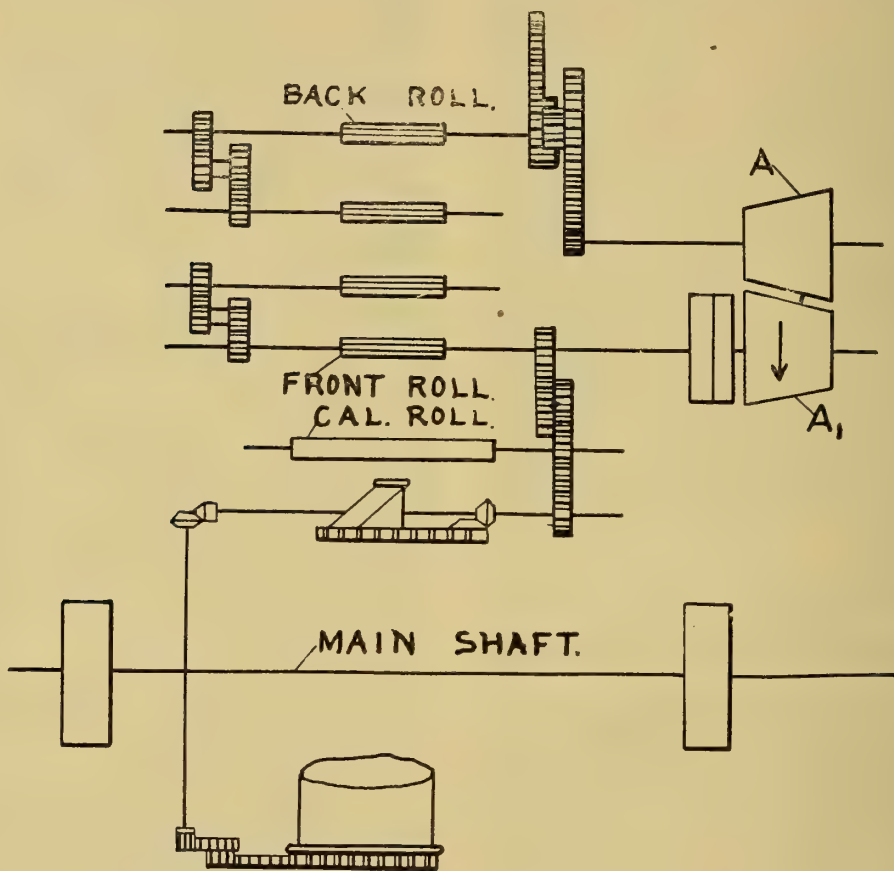 BACK ROLL.
A
FRONT ROLL.
A₁
CAL. ROLL.
MAIN SHAFT.